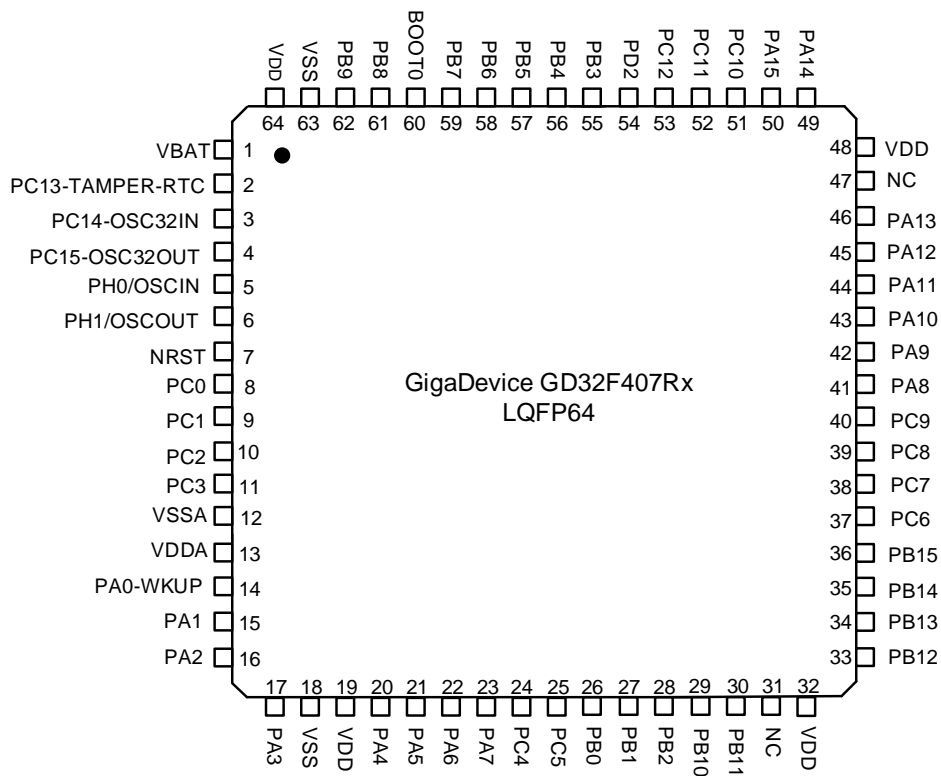 VDD
VSS
PB9
PB8
BOOT0
PB7
PB6
PB5
PB4
PB3
PD2
PC12
PC11
PC10
PA15
PA14
64 63 62 61 60 59 58 57 56 55 54 53 52 51 50 49
VBAT 1
PC13-TAMPER-RTC 2
PC14-OSC32IN 3
PC15-OSC32OUT 4
PH0/OSCIN 5
PH1/OSCOUT 6
NRST 7
PC0 8
PC1 9
PC2 10
PC3 11
VSSA 12
VDDA 13
PA0-WKUP 14
PA1 15
PA2 16
GigaDevice GD32F407Rx
LQFP64
48 VDD
47 NC
46 PA13
45 PA12
44 PA11
43 PA10
42 PA9
41 PA8
40 PC9
39 PC8
38 PC7
37 PC6
36 PB15
35 PB14
34 PB13
33 PB12
17 18 19 20 21 22 23 24 25 26 27 28 29 30 31 32
PA3
VSS
VDD
PA4
PA5
PA6
PA7
PC4
PC5
PB0
PB1
PB2
PB10
PB11
NC
VDD